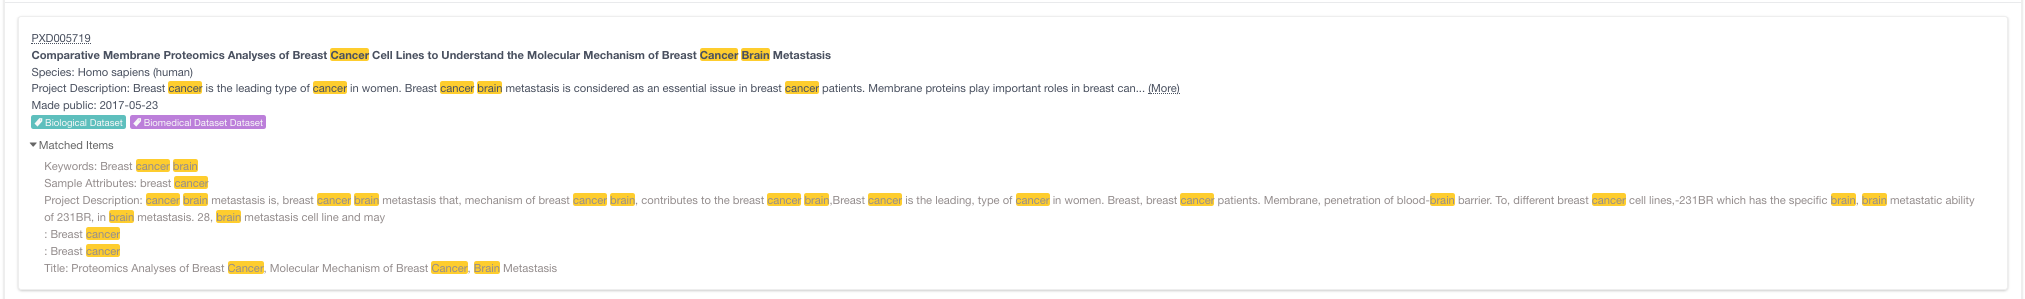 PXD005719
Comparative Membrane Proteomics Analyses of Breast Cancer Cell Lines to Understand the Molecular Mechanism of Breast Cancer Brain Metastasis
Species: Homo sapiens (human)
Project Description: Breast cancer is the leading type of cancer in women. Breast cancer brain metastasis is considered as an essential issue in breast cancer patients. Membrane proteins play important roles in breast can... (More)
Made public: 2017-05-23
Biological Dataset Biomedical Dataset Dataset
Matched Items
Keywords: Breast cancer brain
Sample Attributes: breast cancer
Project Description: cancer brain metastasis is, breast cancer brain metastasis that, mechanism of breast cancer brain, contributes to the breast cancer brain.Breast cancer is the leading, type of cancer in women. Breast, breast cancer patients. Membrane, penetration of blood-brain barrier. To, different breast cancer cell lines,-231BR which has the specific brain, brain metastatic ability
of 231BR, in brain metastasis. 28, brain metastasis cell line and may
: Breast cancer
: Breast cancer
Title: Proteomics Analyses of Breast Cancer, Molecular Mechanism of Breast Cancer, Brain Metastasis